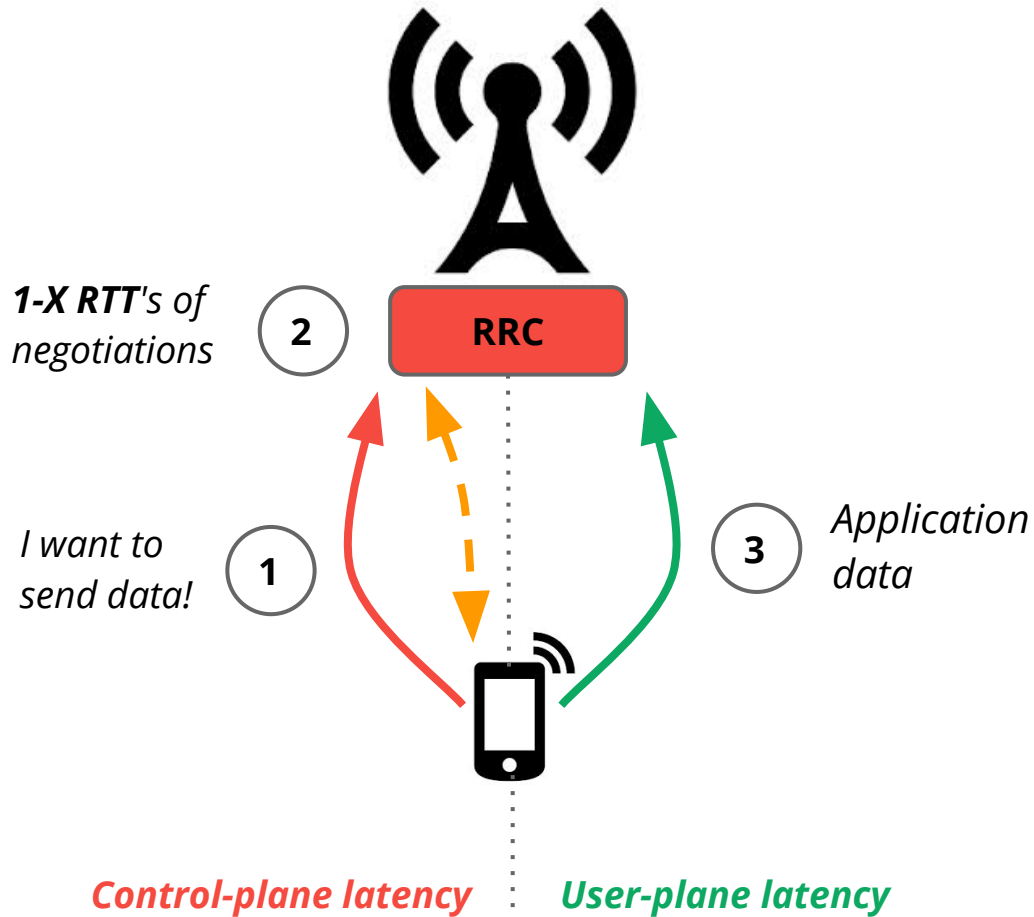 1-X RTT's of
negotiations
2
RRC
I want to
send data!
1
3
Application
data
Control-plane latency
User-plane latency